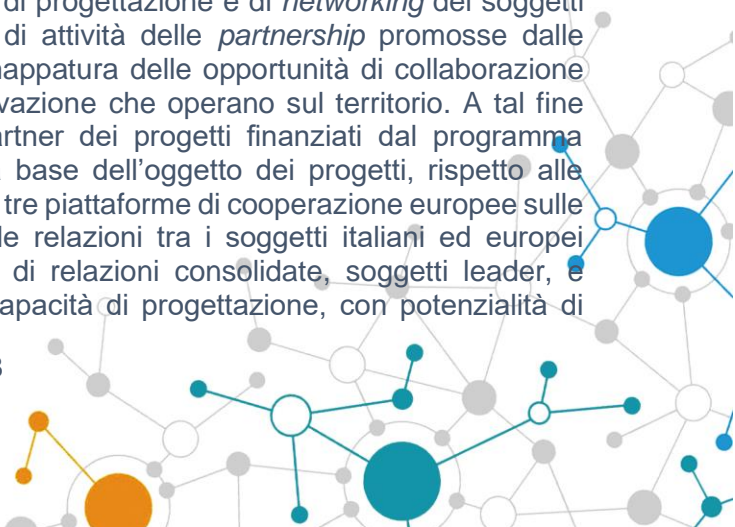 di progettazione e di networking dei soggetti
di attività delle partnership promosse dalle
appatura delle opportunità di collaborazione
vazione che operano sul territorio. A tal fine
artner dei progetti finanziati dal programma
base dell'oggetto dei progetti, rispetto alle
tre piattaforme di cooperazione europee sulle
le relazioni tra i soggetti italiani ed europei
di relazioni consolidate, soggetti leader, e
apacità di progettazione, con potenzialità di